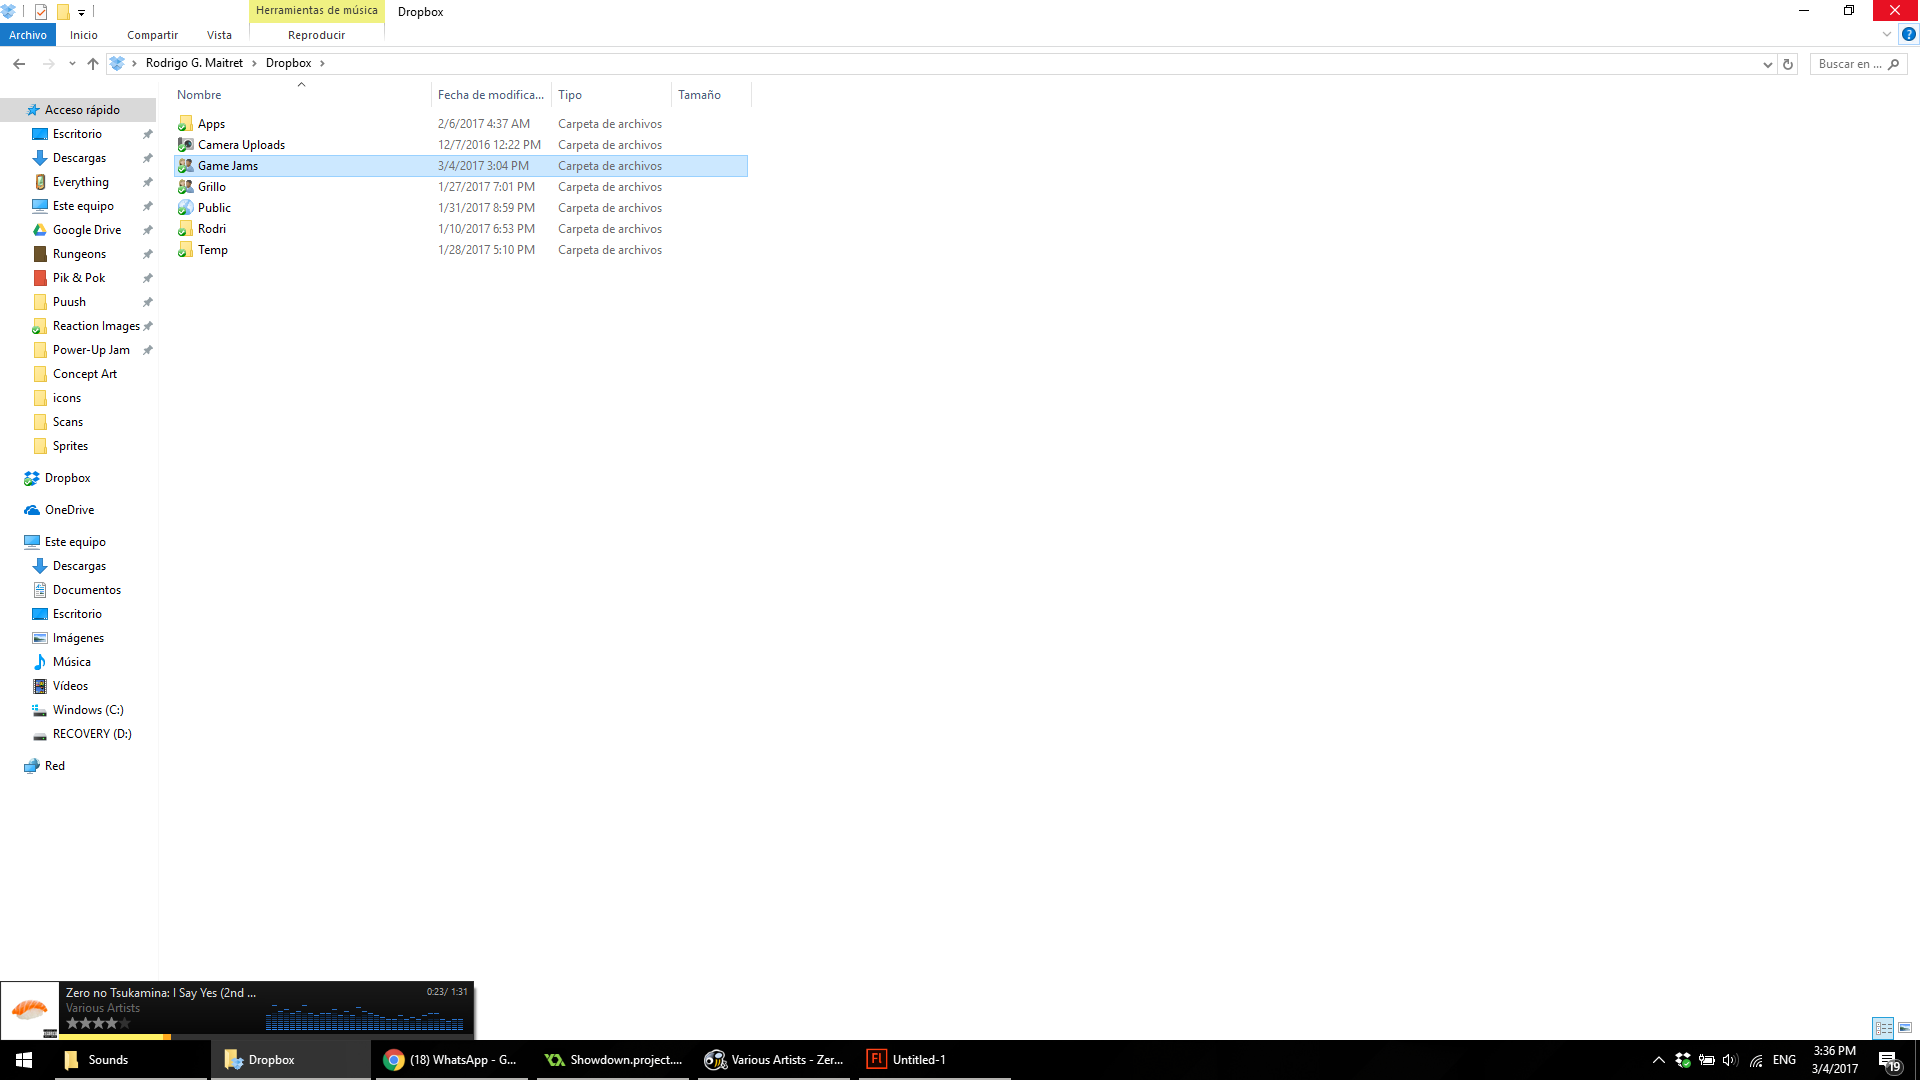 Herramientas de música Dropbox
Archivo Inicio Compartir Vista Reproducir
Rodrigo G. Maitret Dropbox Buscar en ...
Nombre Fecha de modifica... Tipo Tamaño
Acceso rápido
Escritorio
Descargas
Everything
Este equipo
Google Drive
Rungeons
Pik & Pok
Puush
Reaction Images
Power-Up Jam
Concept Art
icons
Scans
Sprites
Dropbox
OneDrive
Este equipo
Descargas
Documentos
Escritorio
Imágenes
Música
Vídeos
Windows (C:)
RECOVERY (D:)
Red
Apps 2/6/2017 4:37 AM Carpeta de archivos
Camera Uploads 12/7/2016 12:22 PM Carpeta de archivos
Game Jams 3/4/2017 3:04 PM Carpeta de archivos
Grillo 1/27/2017 7:01 PM Carpeta de archivos
Public 1/31/2017 8:59 PM Carpeta de archivos
Rodri 1/10/2017 6:53 PM Carpeta de archivos
Temp 1/28/2017 5:10 PM Carpeta de archivos
Zero no Tsukamina: I Say Yes (2nd ... 0:23/ 1:31
Various Artists
Sounds Dropbox (18) WhatsApp - G... Showdown.project.... Various Artists - Zer... Fl Untitled-1 ENG 3:36 PM
3/4/2017 19